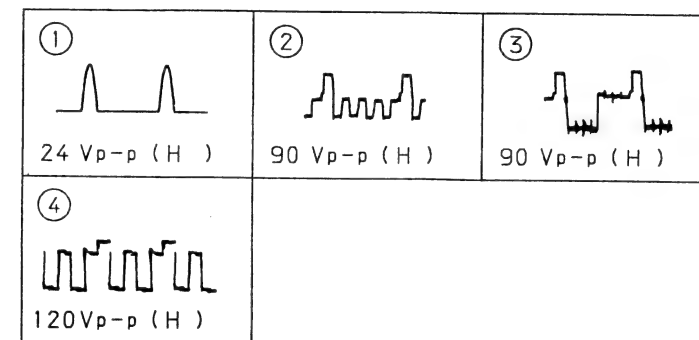 ①
②
③
24 Vp-p ( H )
90 Vp-p ( H )
90 Vp-p ( H )
④
120Vp-p ( H )